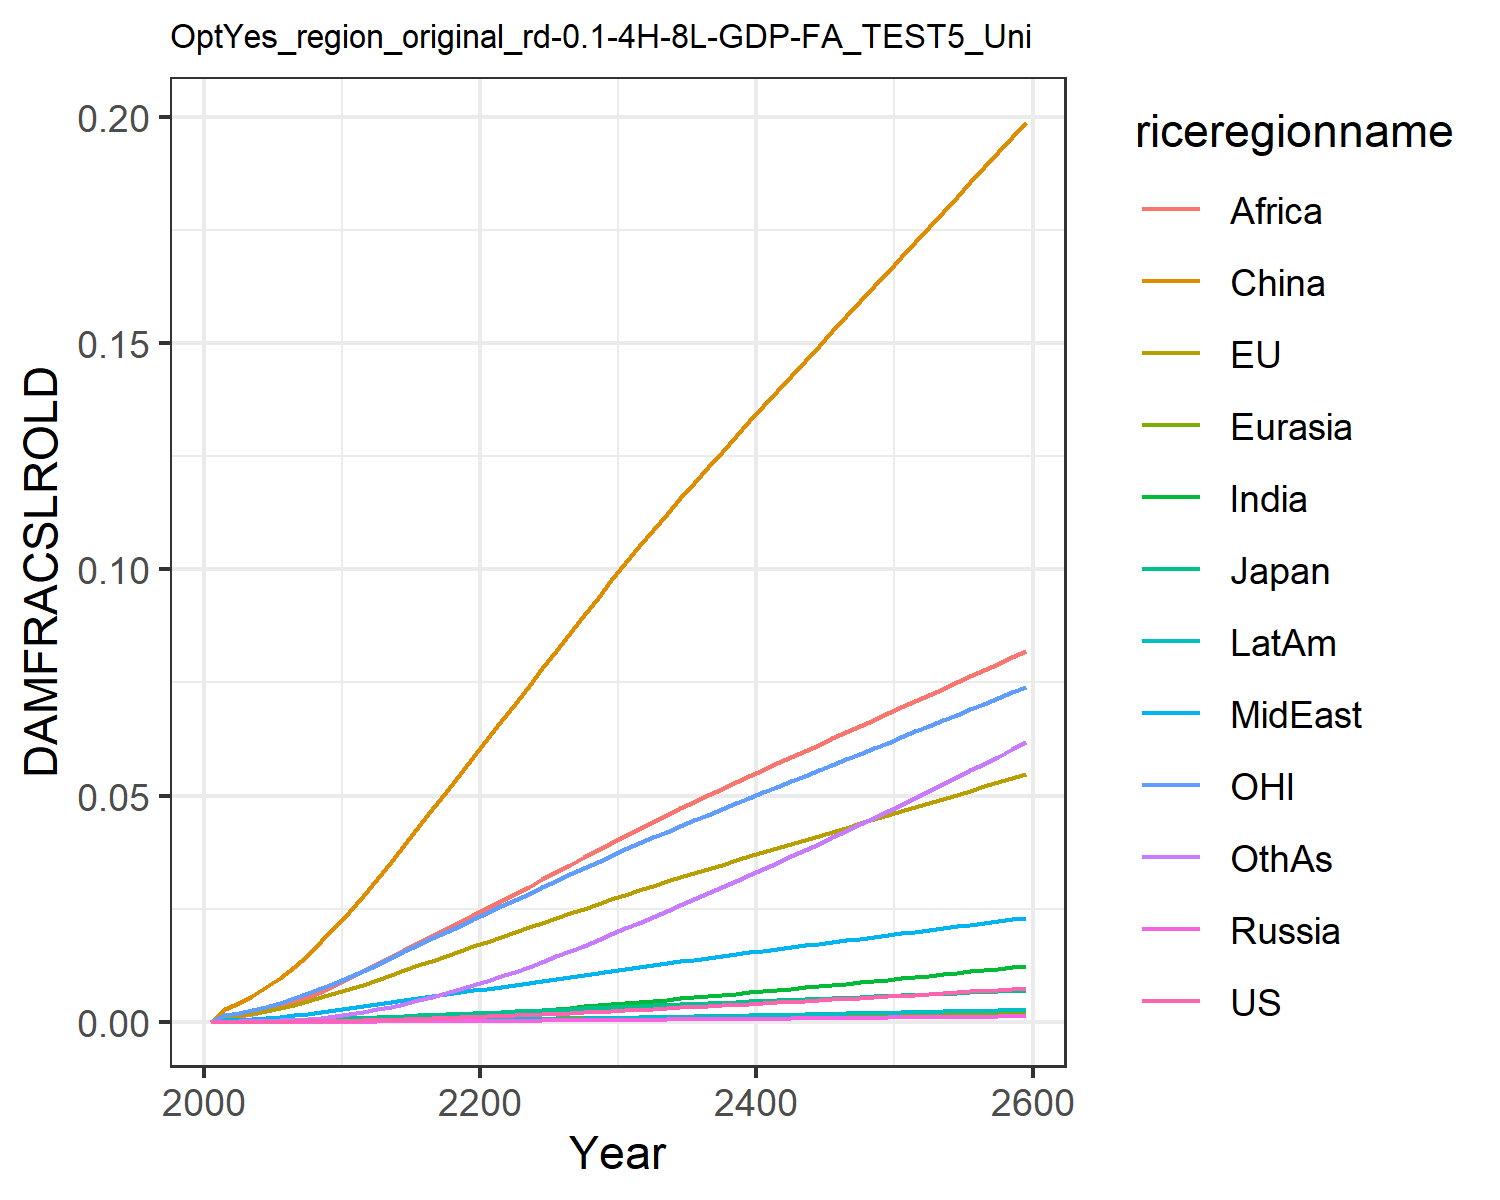 OptYes_region_original_rd-0.1-4H-8L-GDP-FA_TEST5_Uni
DAMFRACSLROLD
0.20
0.15
0.10
0.05
0.00
2000 2200 2400 2600
Year
riceregionname
Africa
China
EU
Eurasia
India
Japan
LatAm
MidEast
OHI
OthAs
Russia
US